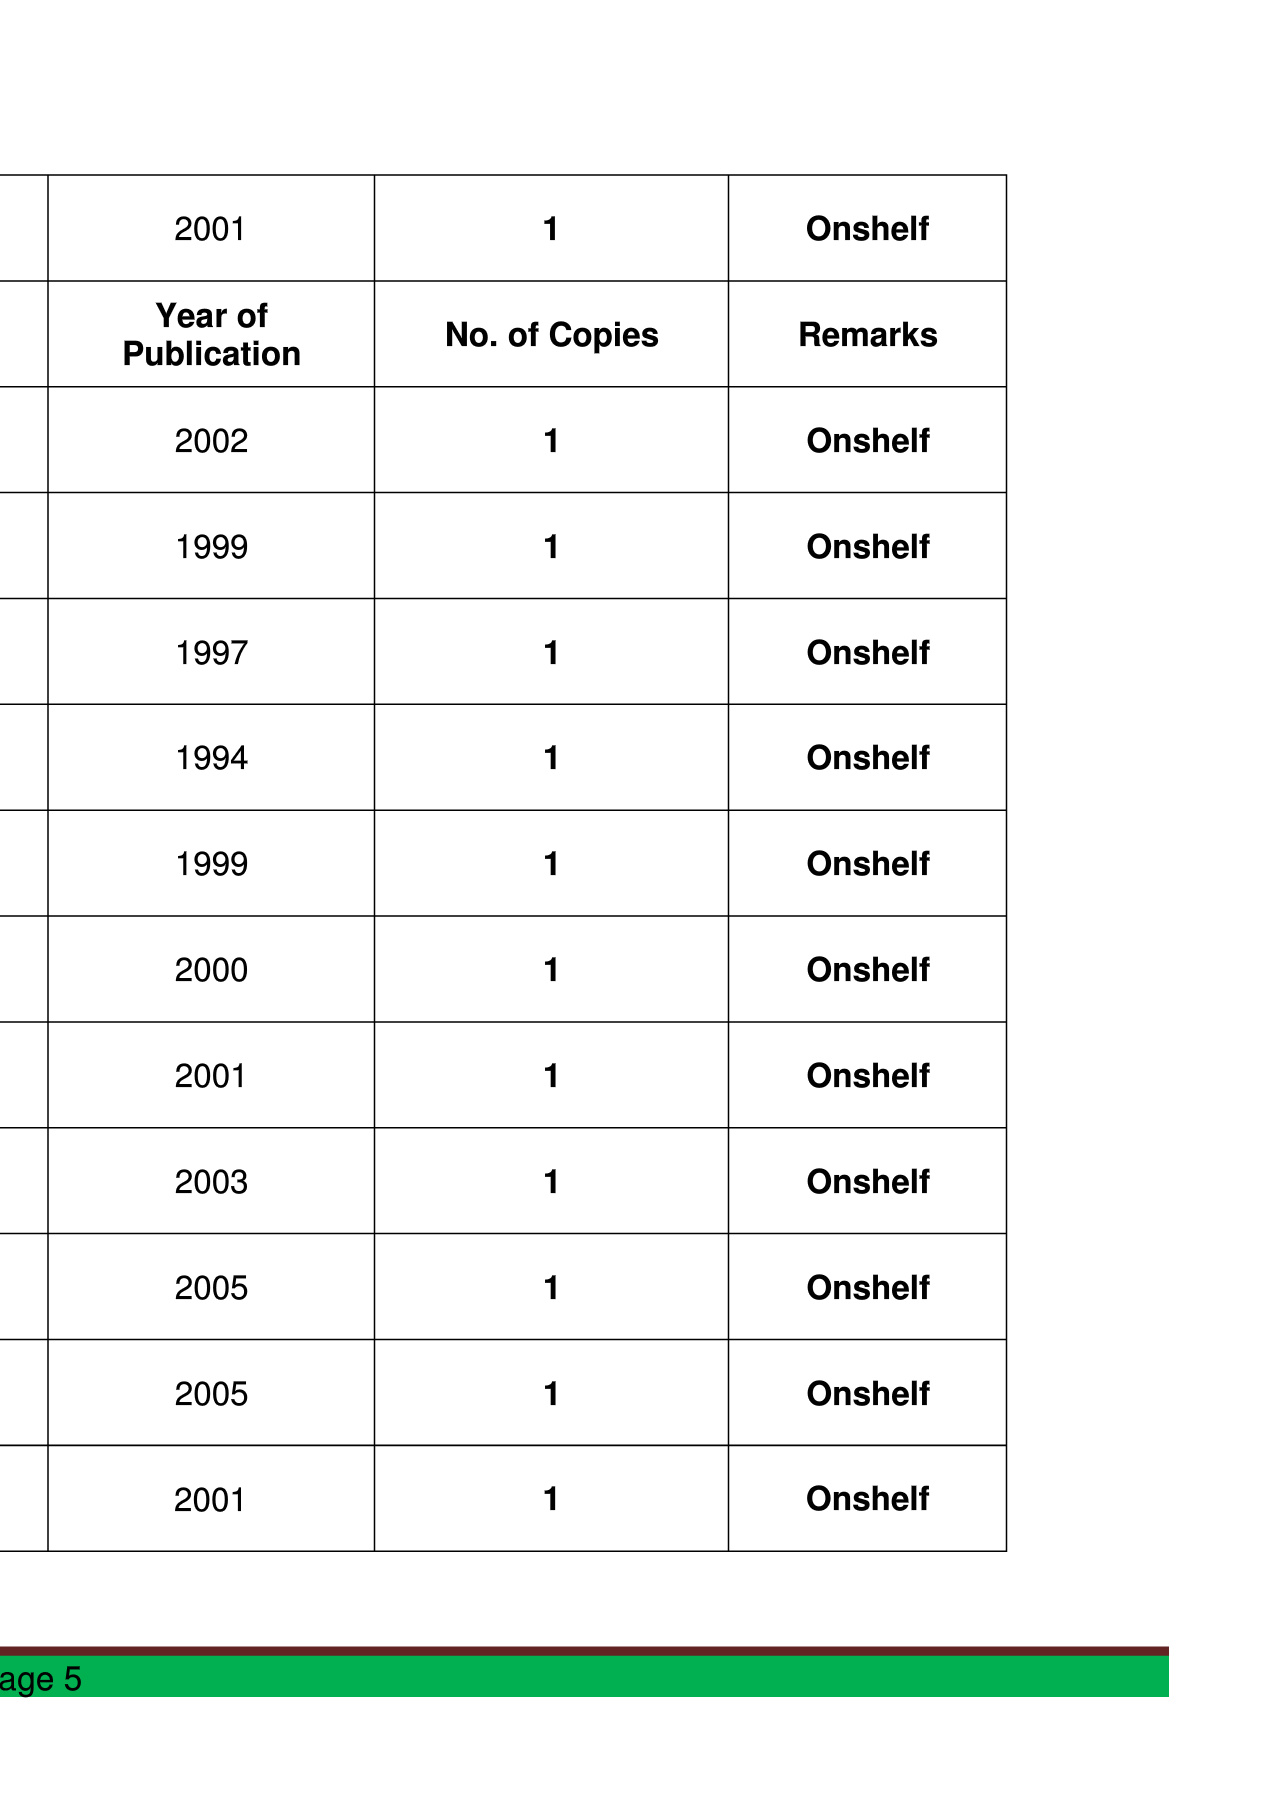 2001 1 Onshelf
Year of
Publication No. of Copies Remarks
2002 1 Onshelf
1999 1 Onshelf
1997 1 Onshelf
1994 1 Onshelf
1999 1 Onshelf
2000 1 Onshelf
2001 1 Onshelf
2003 1 Onshelf
2005 1 Onshelf
2005 1 Onshelf
2001 1 Onshelf
age 5